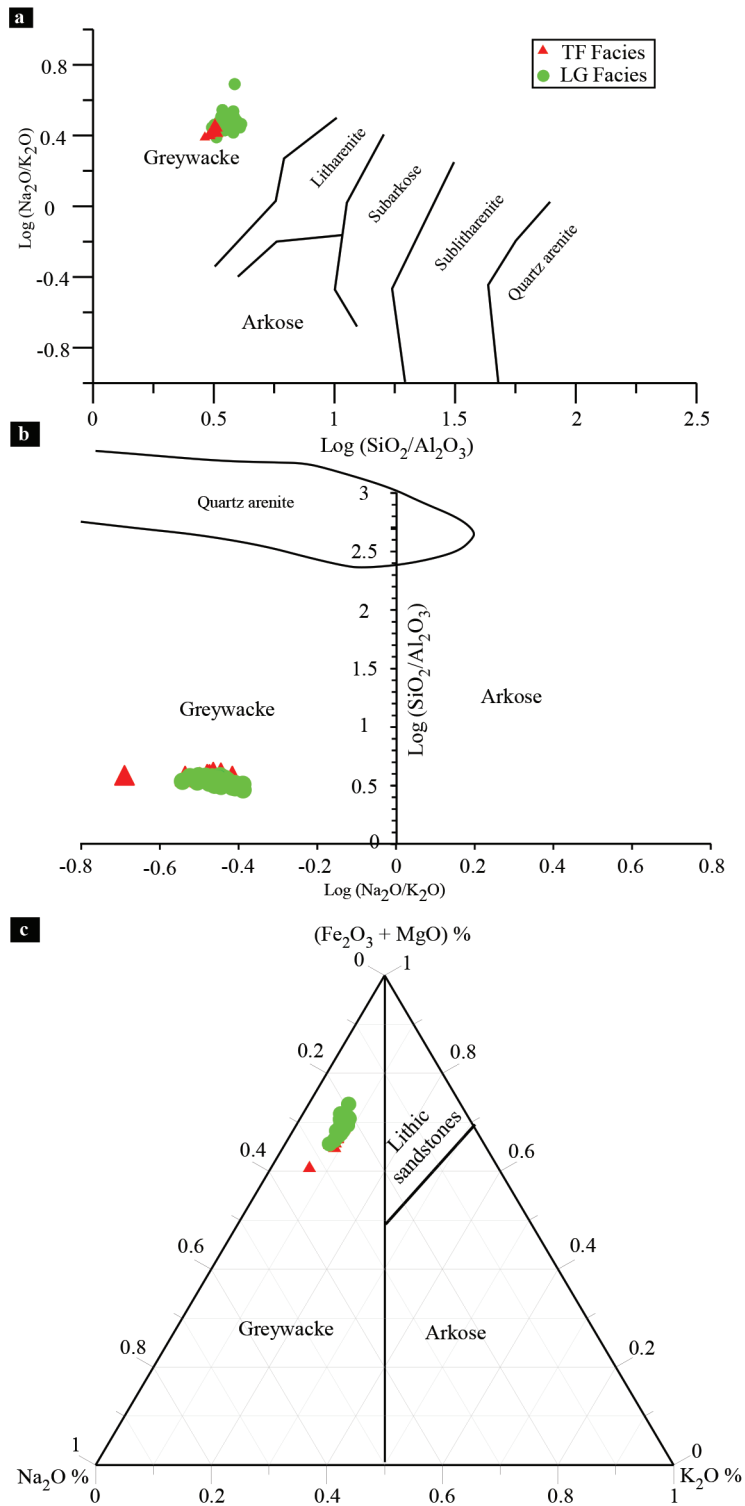 a
TF Facies
LG Facies
0.8
0.4
0
-0.4
-0.8
Log (Na₂O/K₂O)
Greywacke
Litharenite
Subarkose
Sublitharenite
Quartz arenite
Arkose
0 0.5 1 1.5 2 2.5
Log (SiO₂/Al₂O₃)
b
Quartz arenite
3
2.5
2
1.5
1
0.5
0
Log (SiO₂/Al₂O₃)
Greywacke
Arkose
-0.8 -0.6 -0.4 -0.2 0 0.2 0.4 0.6 0.8
Log (Na₂O/K₂O)
c
(Fe₂O₃ + MgO) %
0 1
0.2 0.8
Lithic
sandstones
0.4 0.6
0.6 0.4
Greywacke
Arkose
0.8 0.2
1 0
Na₂O % K₂O %
0 0.2 0.4 0.6 0.8 1